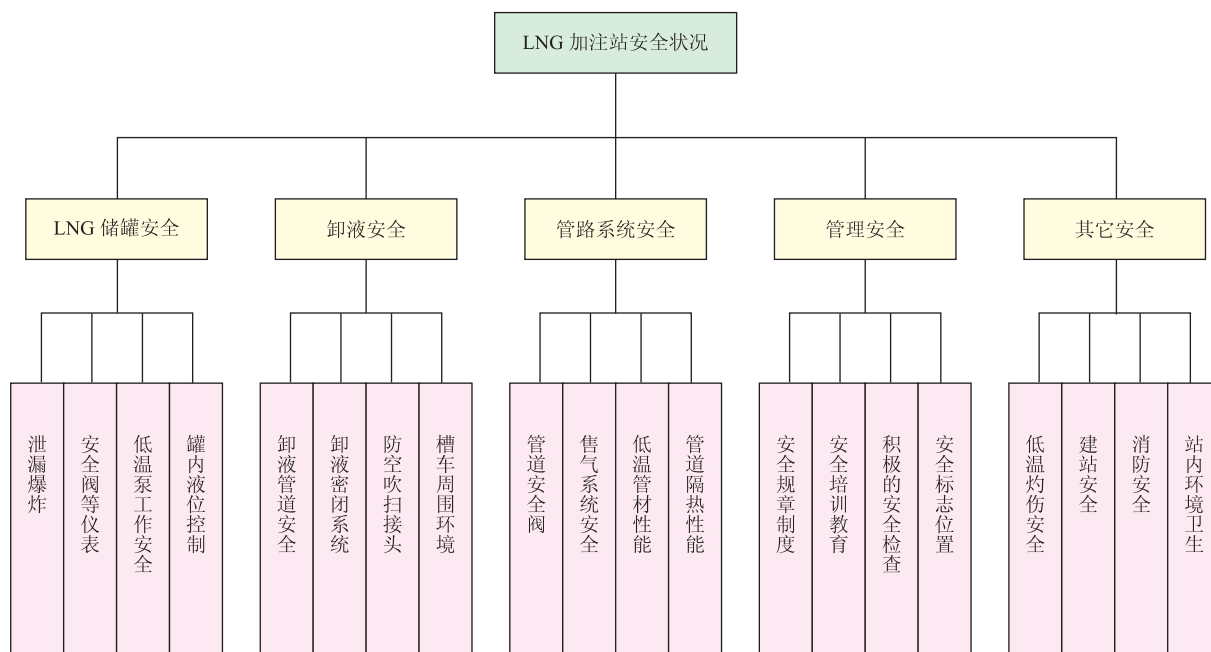 LNG 加注站安全状况
LNG 储罐安全
卸液安全
管路系统安全
管理安全
其它安全
泄漏爆炸
安全阀等仪表
低温泵工作安全
罐内液位控制
卸液管道安全
卸液密闭系统
防空吹扫接头
槽车周围环境
管道安全阀
售气系统安全
低温管材性能
管道隔热性能
安全规章制度
安全培训教育
积极的安全检查
安全标志位置
低温灼伤安全
建站安全
消防安全
站内环境卫生